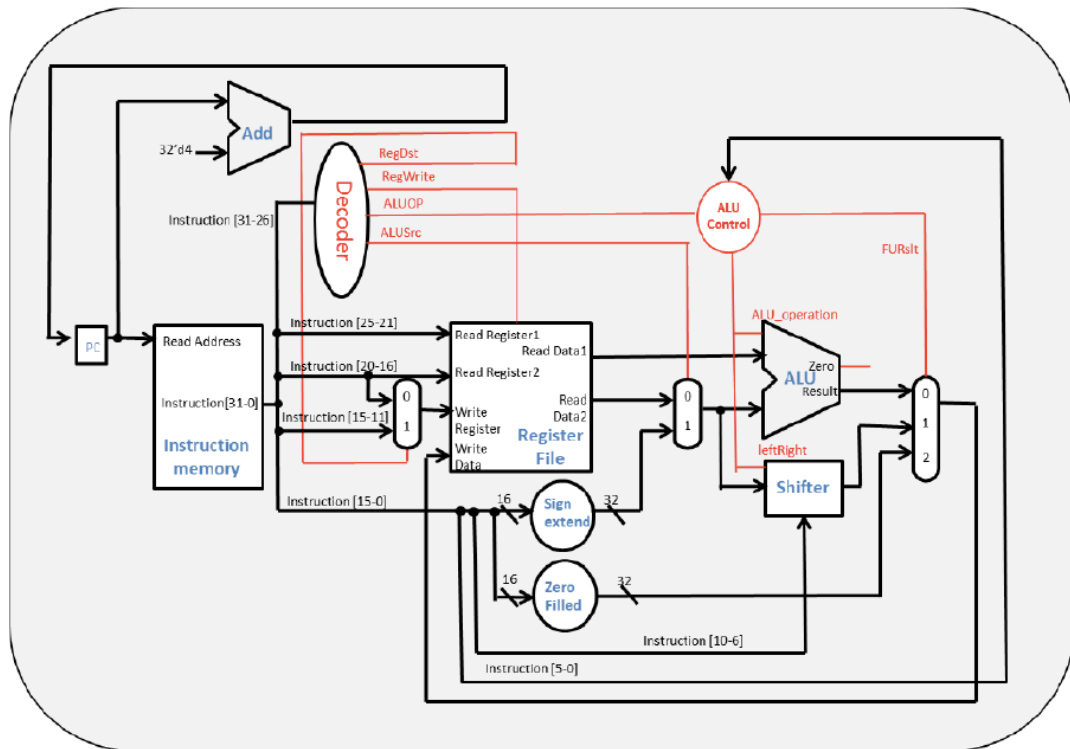 Add
32'd4
RegDst
RegWrite
ALUOP
ALUSrc
Decoder
Instruction [31-26]
ALU
Control
FURslt
PC
Read Address
Instruction[31-0]
Instruction
memory
Instruction [25-21]
Instruction [20-16]
Instruction [15-11]
Instruction [15-0]
0
1
Read Register1
Read Data1
Read Register2
Write
Register
Read
Data2
Write
Data
Register
File
0
1
ALU_operation
Zero
ALU
Result
leftRight
Shifter
0
1
2
16
Sign
extend
32
16
Zero
Filled
32
Instruction [10-6]
Instruction [5-0]